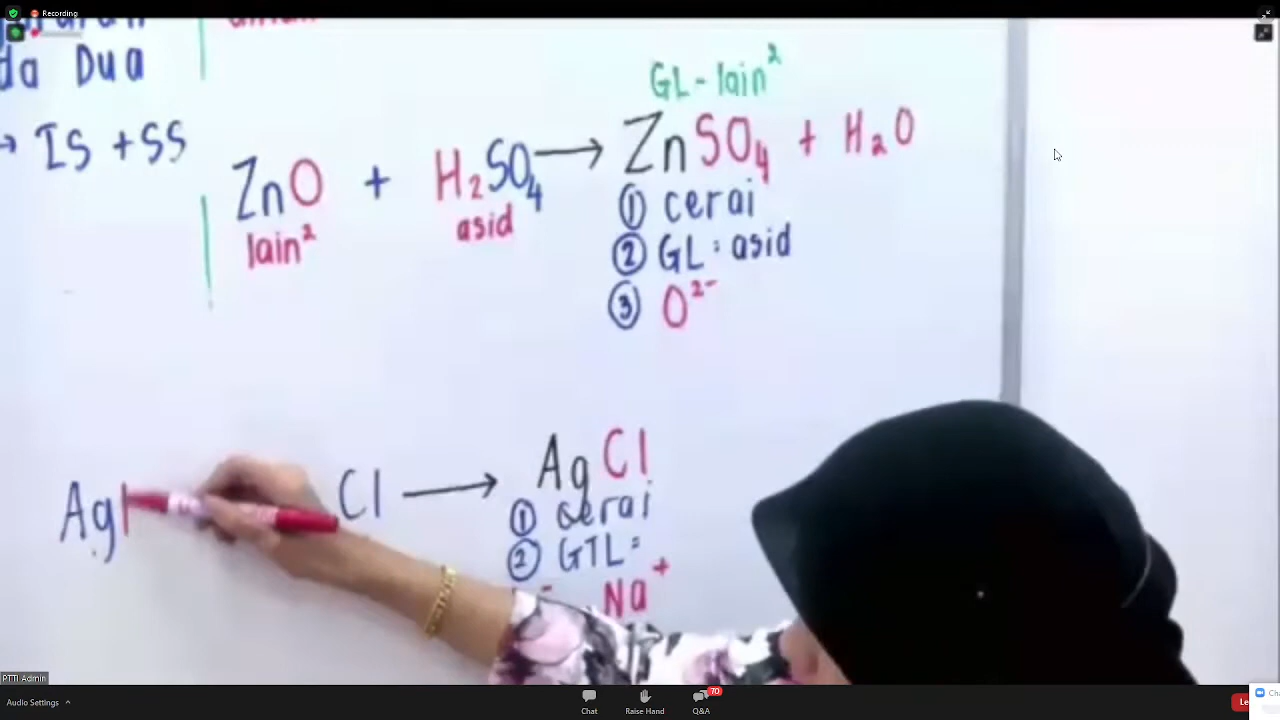 Recording
da Dua
→ IS + SS
GL - lain²
ZnO + H₂SO₄ → ZnSO₄ + H₂O
lain² asid
① cerai
② GL : asid
③ O²⁻
Ag Cl → AgCl
① cerai
② GTL :
Na⁺
PTTI Admin
Audio Settings
Chat
Raise Hand
70
Q&A